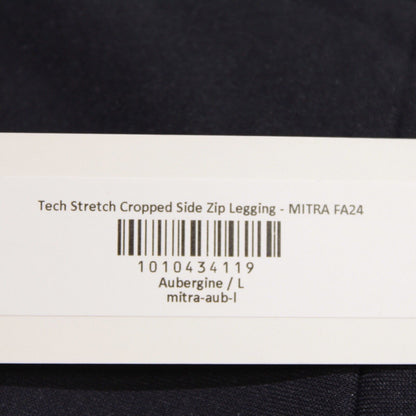 Tech Stretch Cropped Side Zip Legging - MITRA FA24
1010434119
Aubergine / L
mitra-aub-l